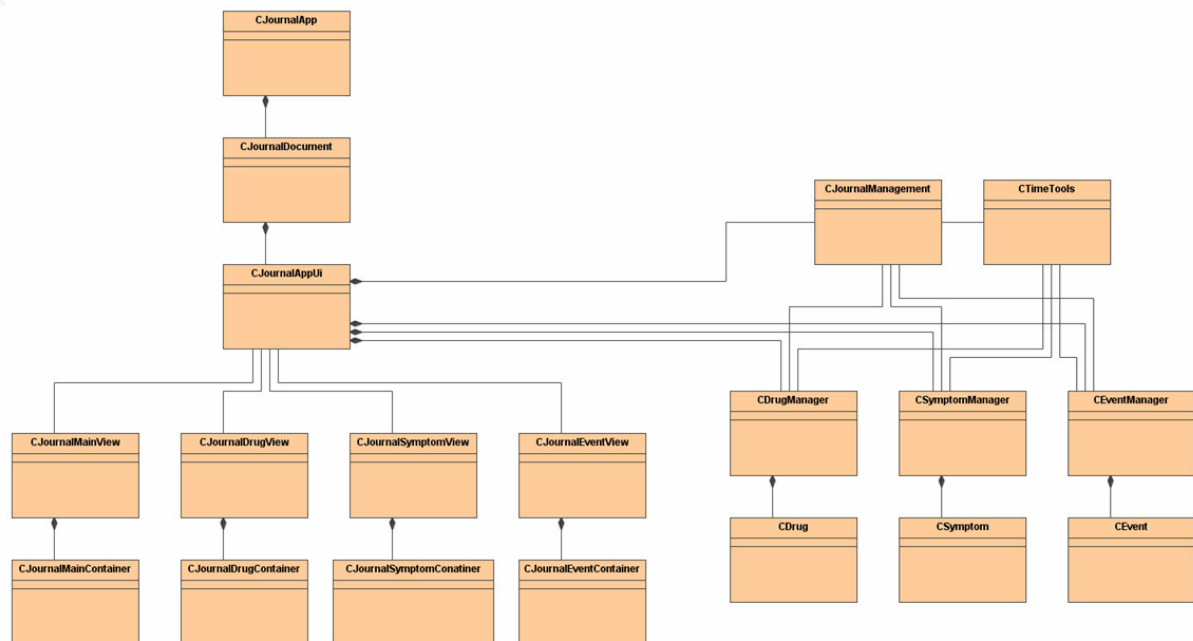 CJournalApp
CJournalDocument
CJournalManagement
CTimeTools
CJournalAppUi
CDrugManager
CSymptomManager
CEventManager
CJournalMainView
CJournalDrugView
CJournalSymptomView
CJournalEventView
CDrug
CSymptom
CEvent
CJournalMainContainer
CJournalDrugContainer
CJournalSymptomConatiner
CJournalEventContainer